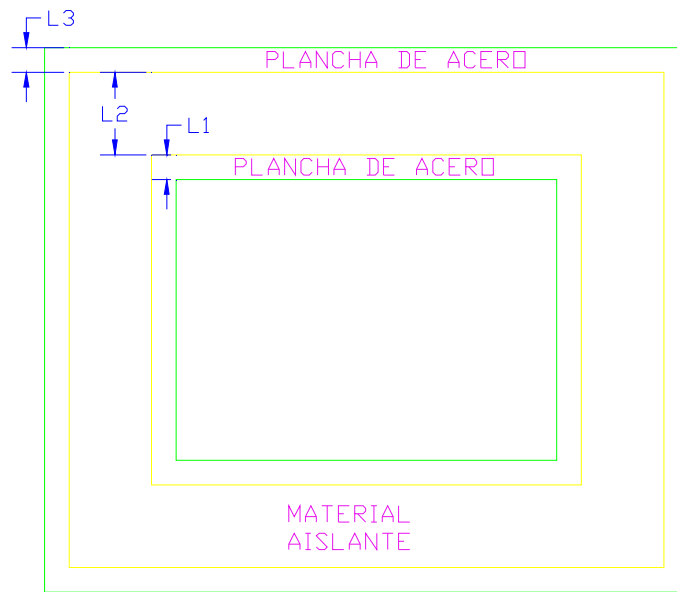 L3
PLANCHA DE ACERO
L2
L1
PLANCHA DE ACERO
MATERIAL
AISLANTE